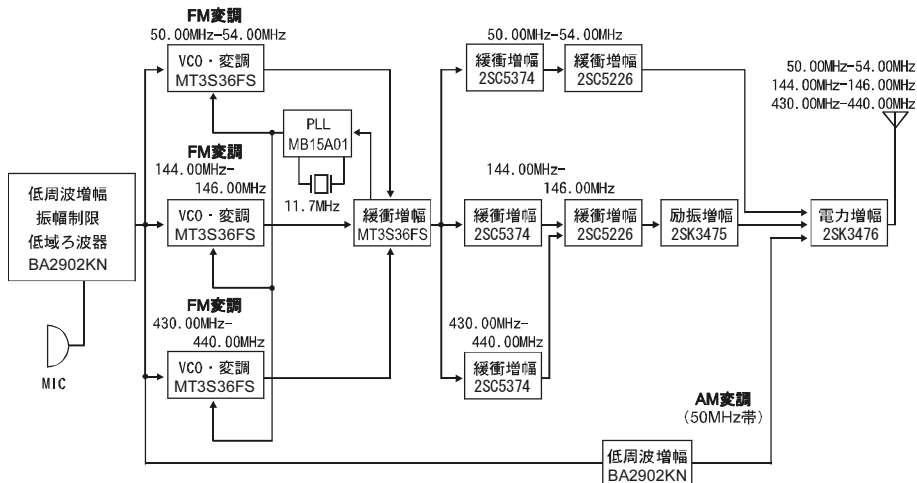 FM変調
50.00MHz-54.00MHz
VCO・変調
MT3S36FS
PLL
MB15A01
11.7MHz
FM変調
144.00MHz-
146.00MHz
VCO・変調
MT3S36FS
低周波増幅
振幅制限
低域ろ波器
BA2902KN
MIC
FM変調
430.00MHz-
440.00MHz
VCO・変調
MT3S36FS
緩衝増幅
MT3S36FS
50.00MHz-54.00MHz
緩衝増幅
2SC5374
緩衝増幅
2SC5226
144.00MHz-
146.00MHz
緩衝増幅
2SC5374
緩衝増幅
2SC5226
励振増幅
2SK3475
430.00MHz-
440.00MHz
緩衝増幅
2SC5374
50.00MHz-54.00MHz
144.00MHz-146.00MHz
430.00MHz-440.00MHz
電力増幅
2SK3476
AM変調
(50MHz帯)
低周波増幅
BA2902KN